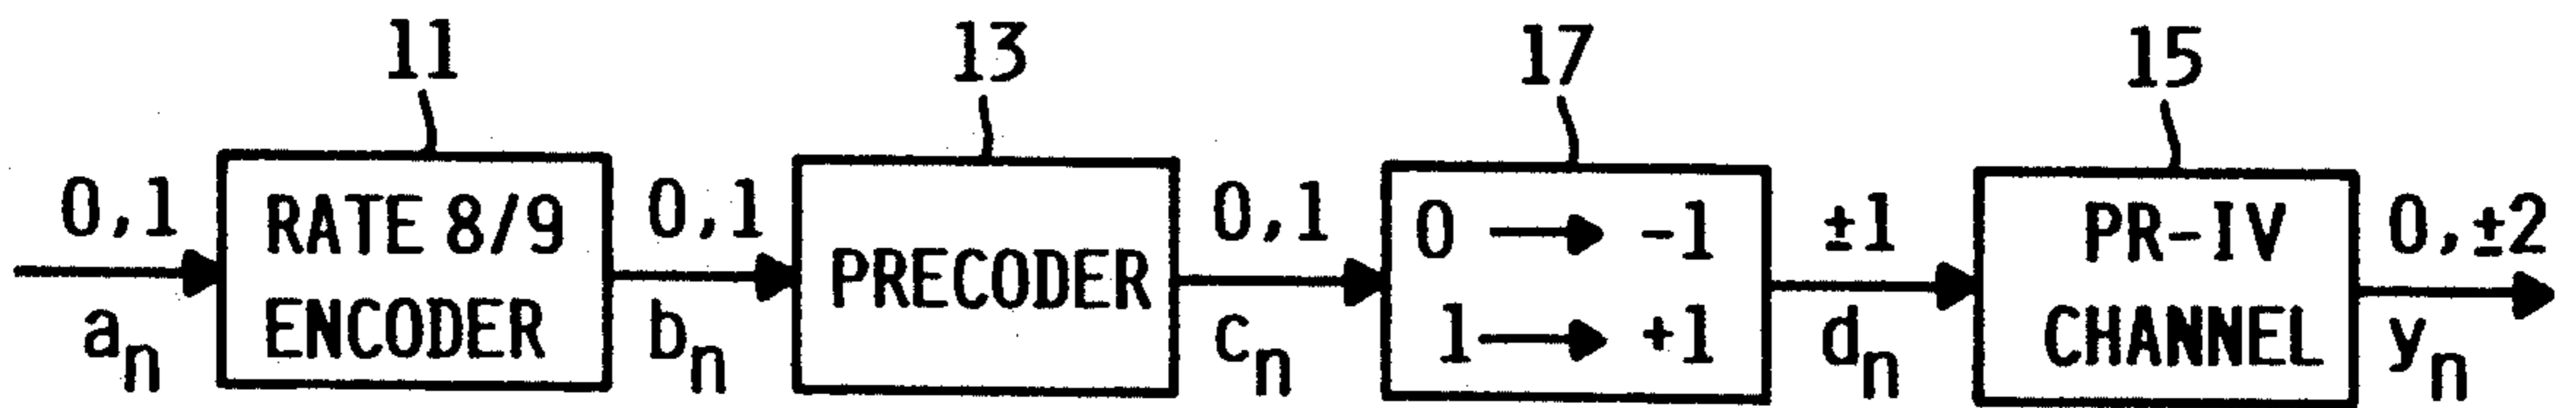 11
13
17
15
0,1
RATE 8/9
ENCODER
a_n
0,1
b_n
PRECODER
0,1
c_n
0 → -1
1 → +1
±1
d_n
PR-IV
CHANNEL
0,±2
y_n